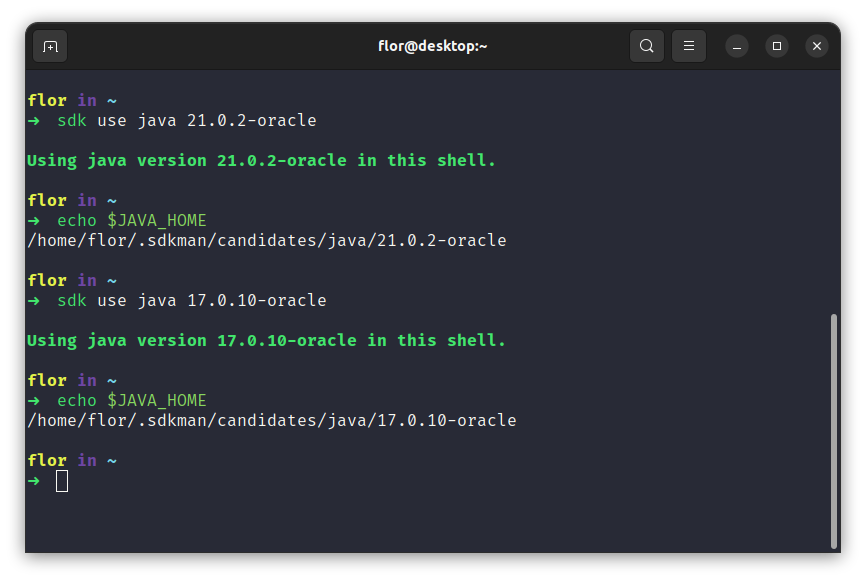 flor@desktop:~
flor in ~
➜ sdk use java 21.0.2-oracle
Using java version 21.0.2-oracle in this shell.
flor in ~
➜ echo $JAVA_HOME
/home/flor/.sdkman/candidates/java/21.0.2-oracle
flor in ~
➜ sdk use java 17.0.10-oracle
Using java version 17.0.10-oracle in this shell.
flor in ~
➜ echo $JAVA_HOME
/home/flor/.sdkman/candidates/java/17.0.10-oracle
flor in ~
➜